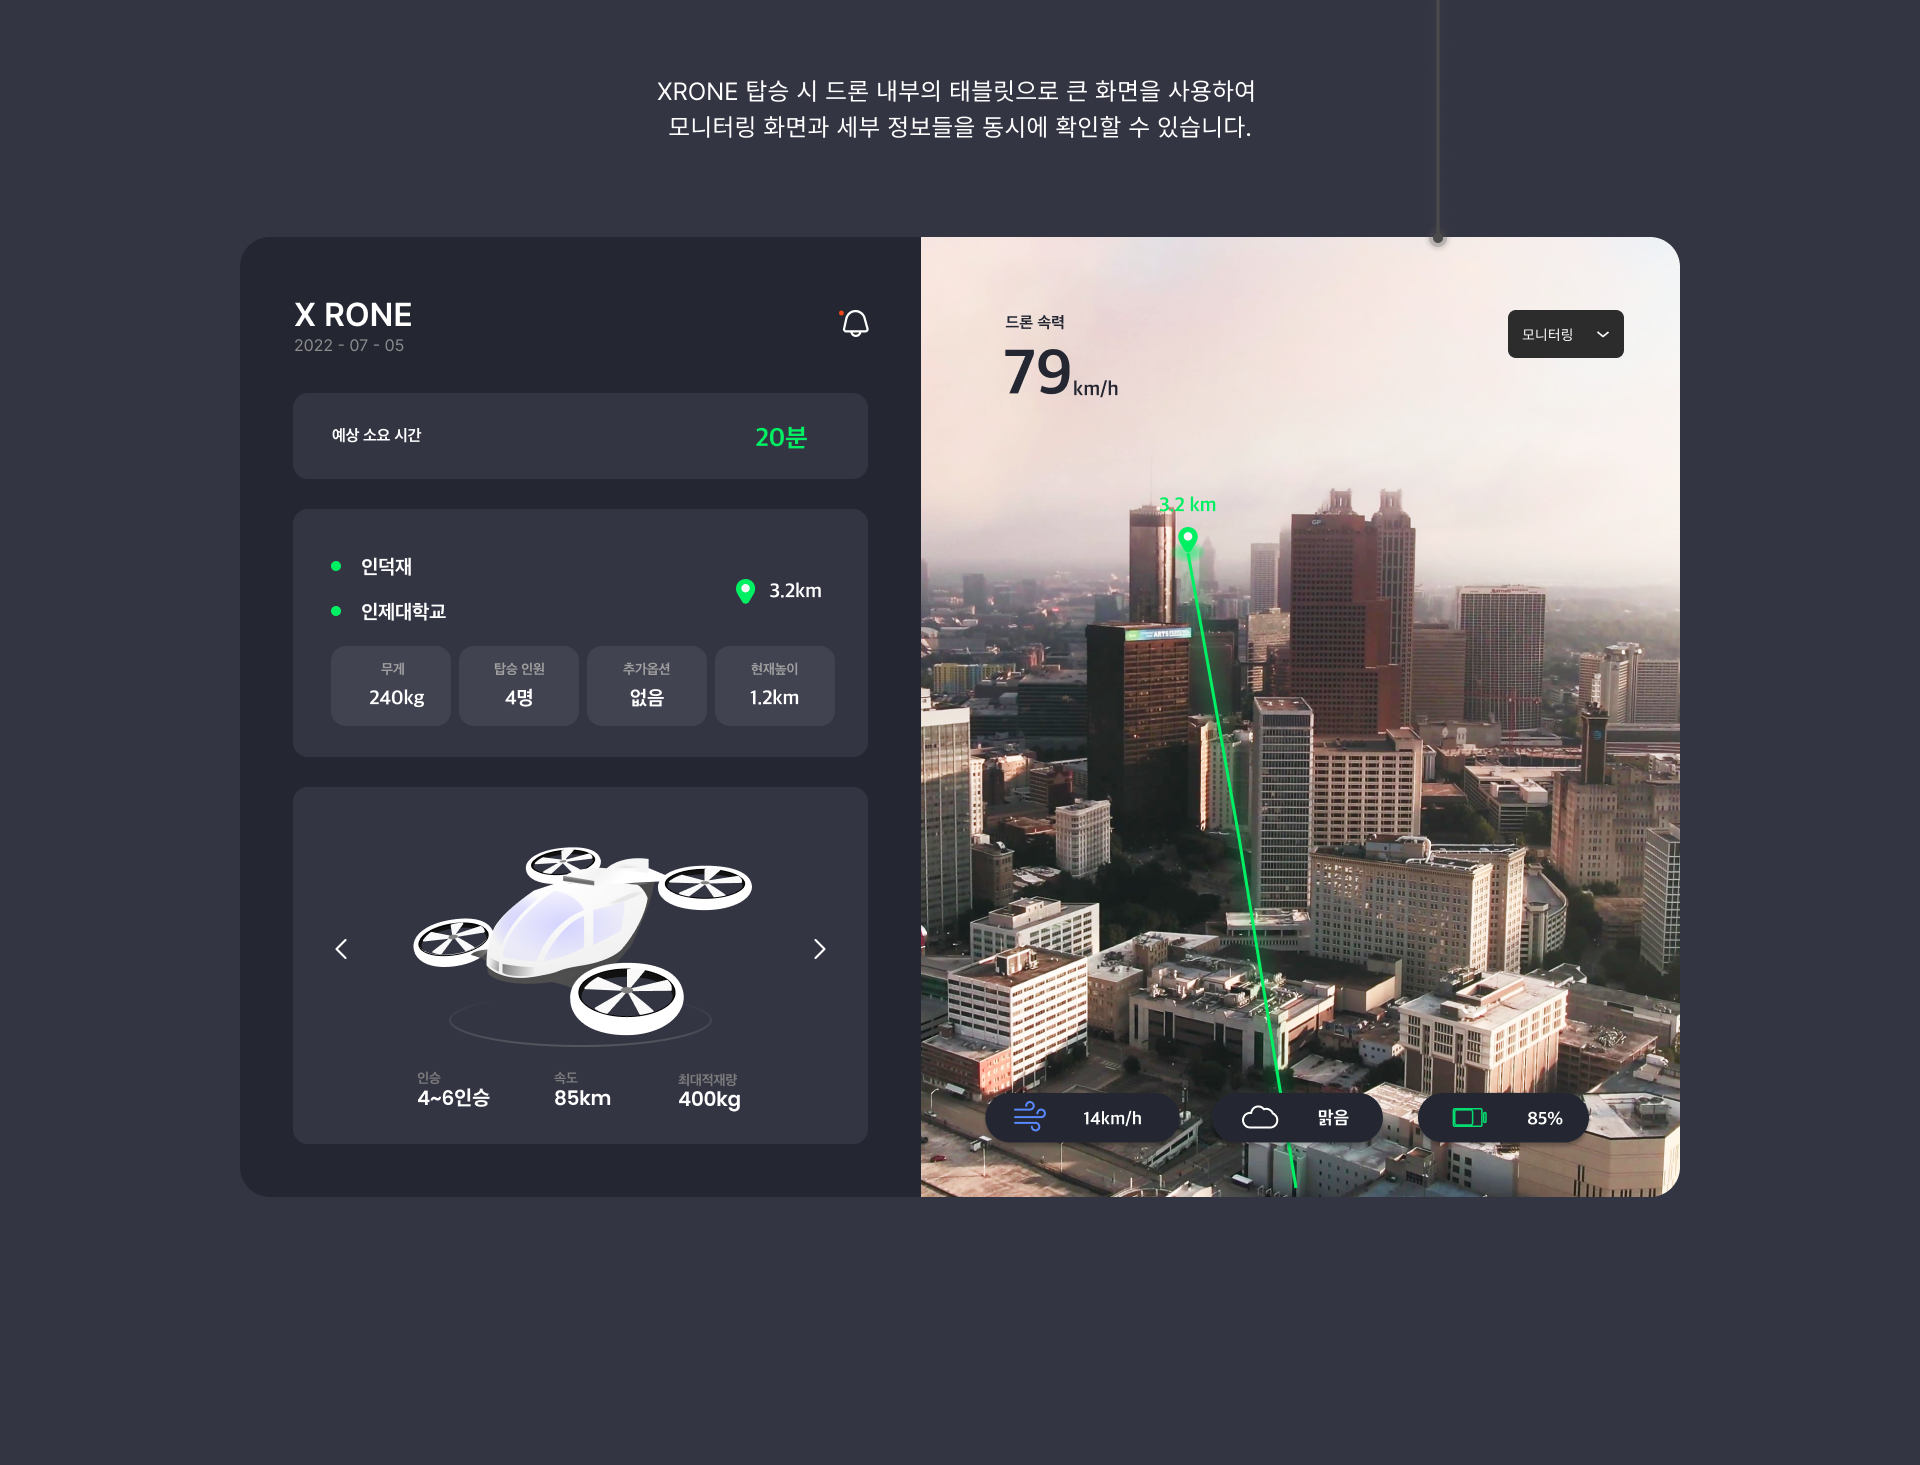 XRONE 탑승 시 드론 내부의 태블릿으로 큰 화면을 사용하여
모니터링 화면과 세부 정보들을 동시에 확인할 수 있습니다.
X RONE
2022 - 07 - 05
예상 소요 시간
20분
인덕재
인제대학교
3.2km
무게
240kg
탑승 인원
4명
추가옵션
없음
현재높이
1.2km
인승
4~6인승
속도
85km
최대적재량
400kg
드론 속력
79km/h
모니터링
3.2 km
GP
Marriott
ARTS
14km/h
맑음
85%